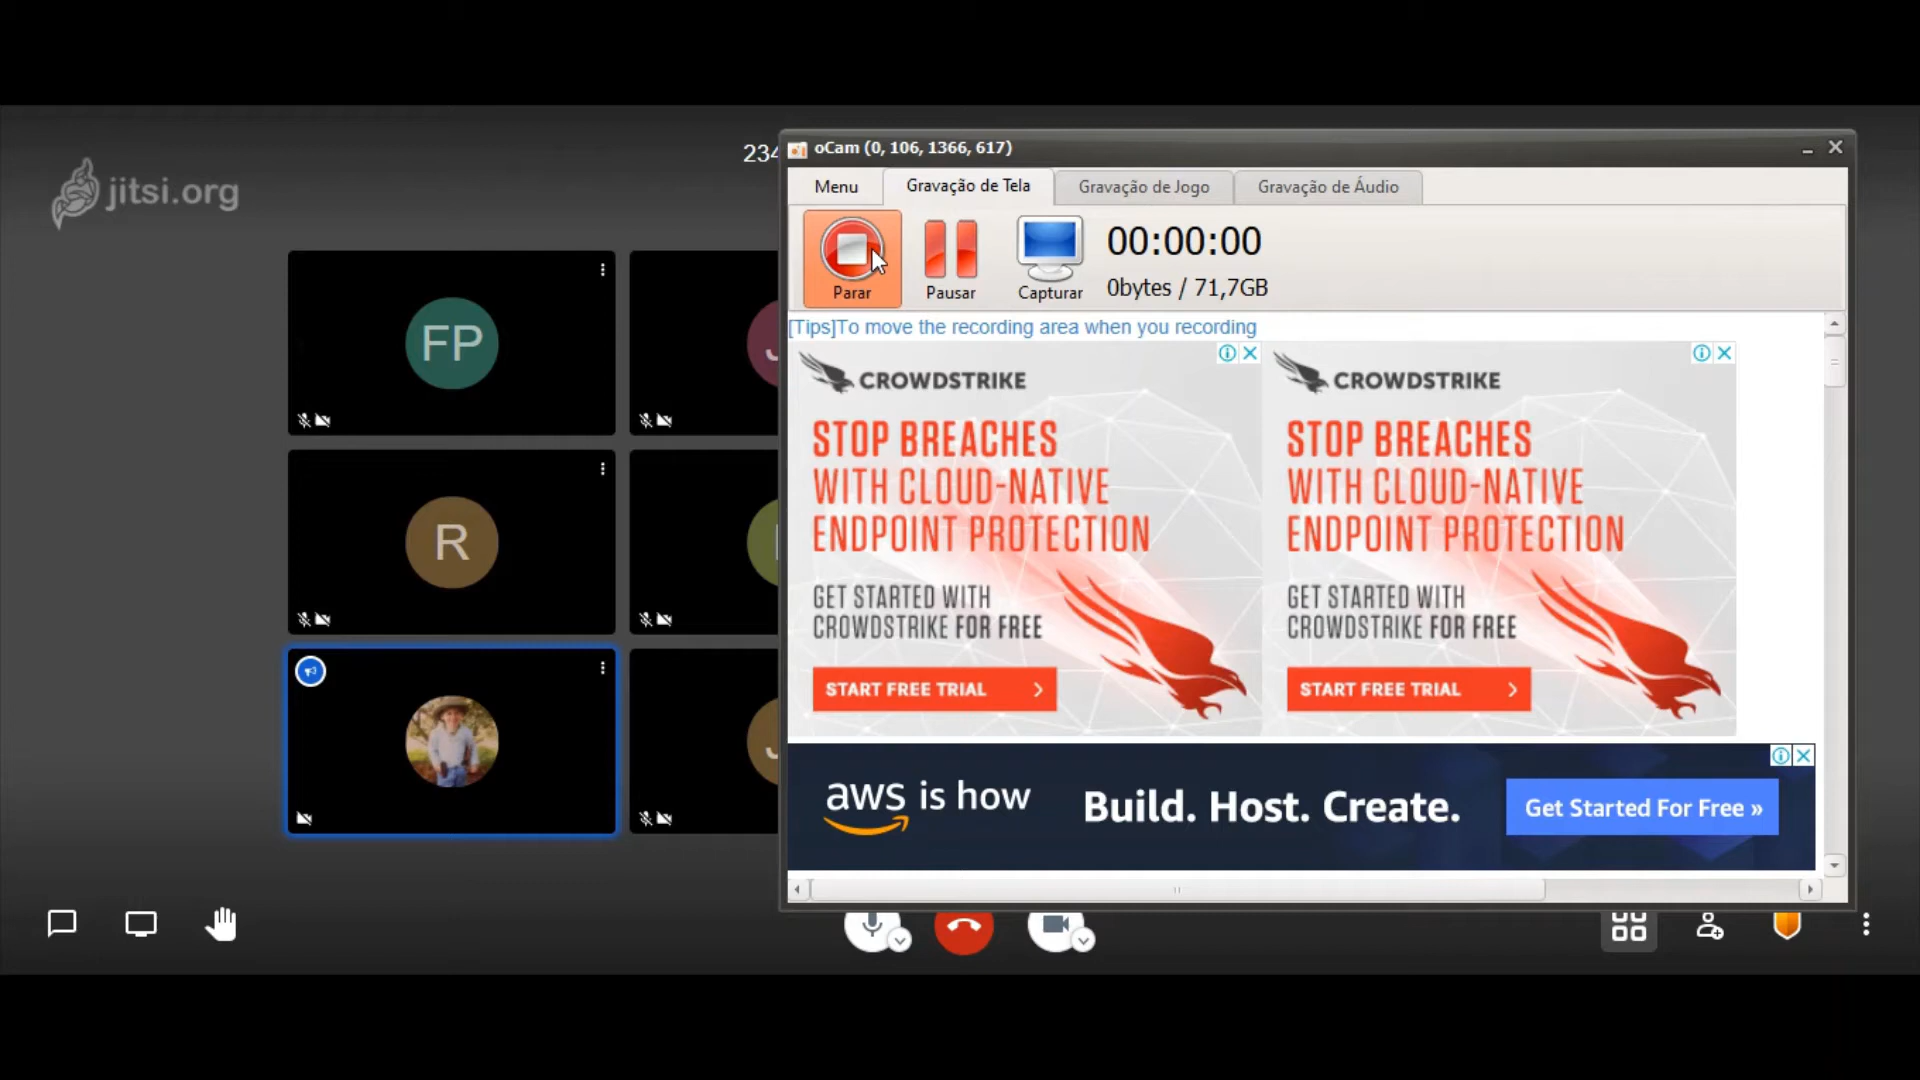 jitsi.org
234
oCam (0, 106, 1366, 617)
Menu
Gravação de Tela
Gravação de Jogo
Gravação de Áudio
Parar
Pausar
Capturar
00:00:00
0bytes / 71,7GB
[Tips]To move the recording area when you recording
FP
R
CROWDSTRIKE
STOP BREACHES
WITH CLOUD-NATIVE
ENDPOINT PROTECTION
GET STARTED WITH
CROWDSTRIKE FOR FREE
START FREE TRIAL
CROWDSTRIKE
STOP BREACHES
WITH CLOUD-NATIVE
ENDPOINT PROTECTION
GET STARTED WITH
CROWDSTRIKE FOR FREE
START FREE TRIAL
aws is how
Build. Host. Create.
Get Started For Free »